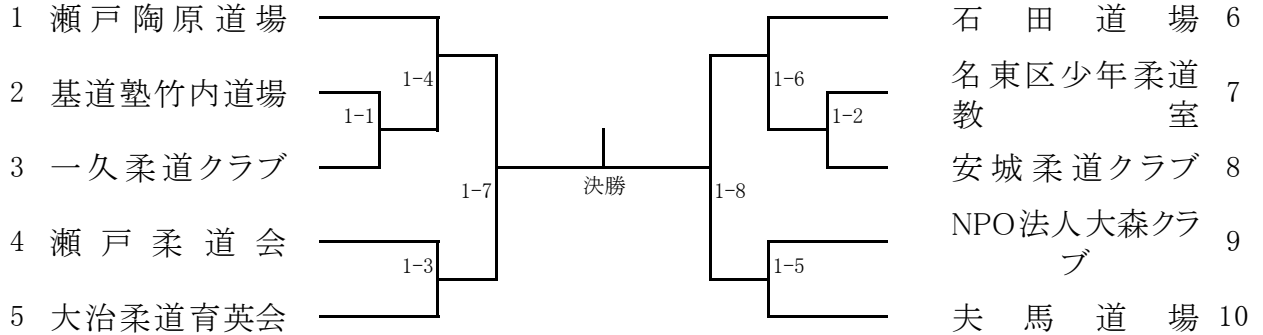 1 瀬戸陶原道場
2 基道塾竹内道場
3 一久柔道クラブ
4 瀬戸柔道会
5 大治柔道育英会
1-4
1-1
1-7
1-3
決勝
1-6
1-2
1-8
1-5
石田道場 6
名東区少年柔道
教室 7
安城柔道クラブ 8
NPO法人大森クラ
ブ 9
夫馬道場 10